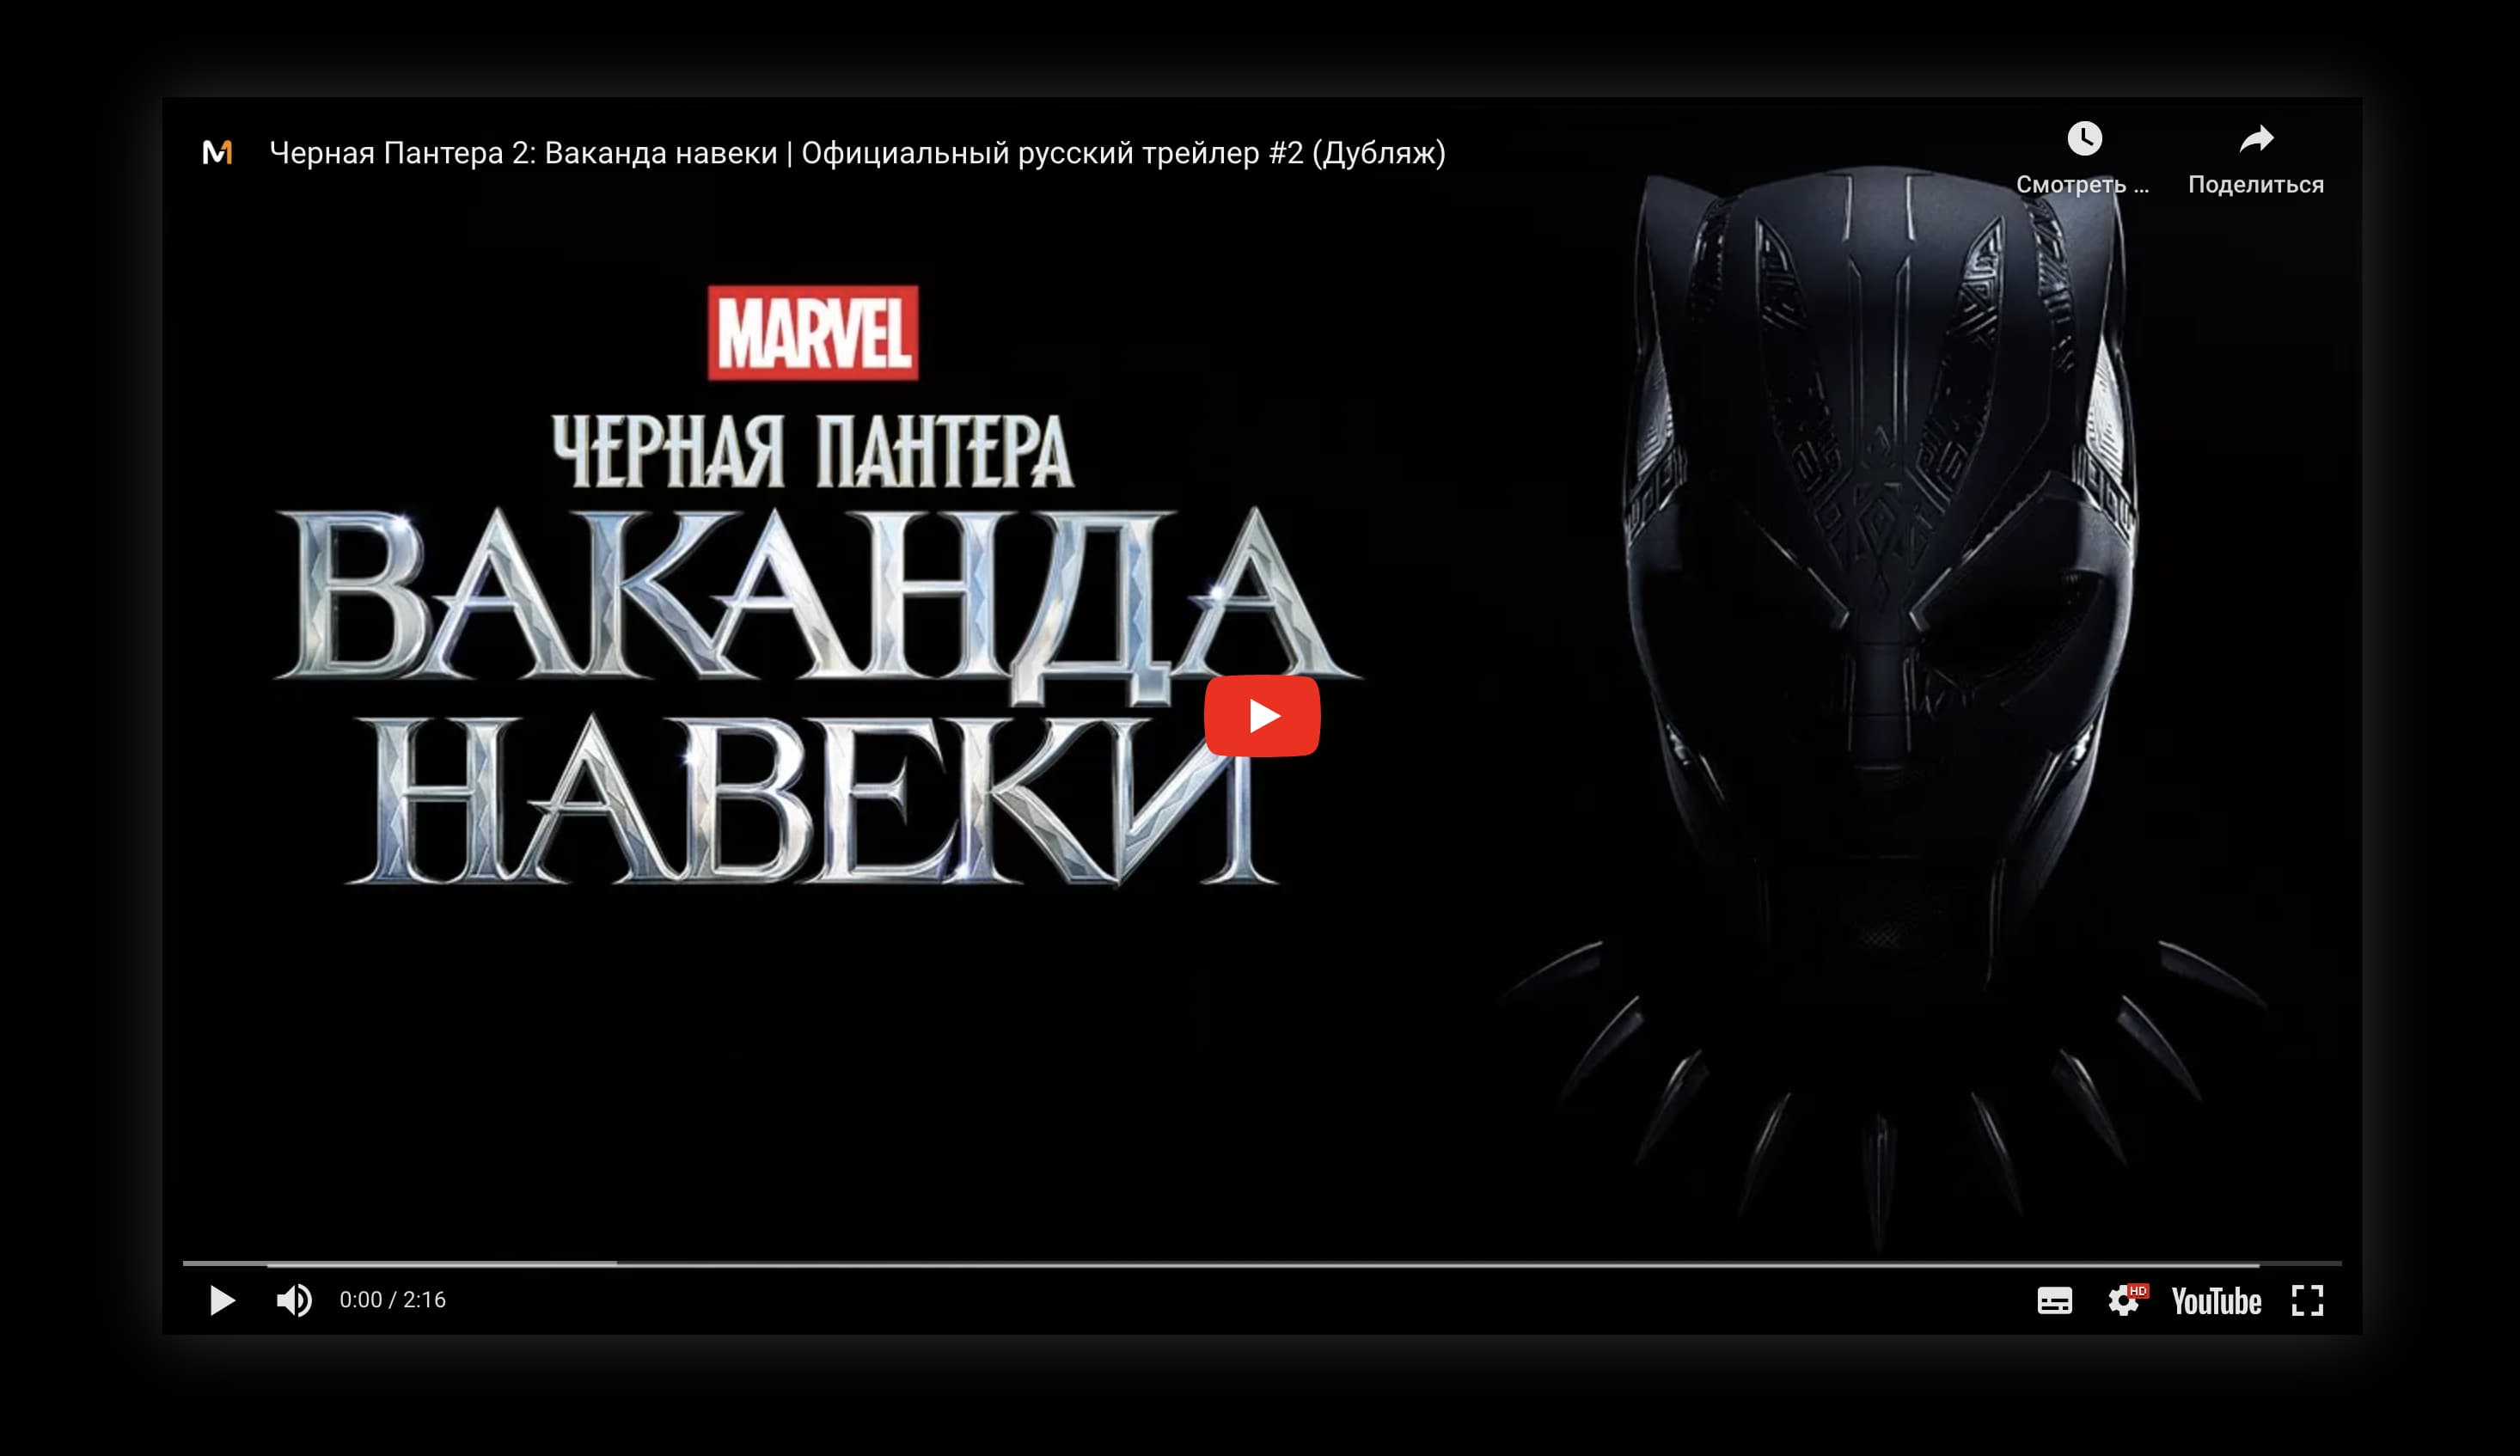 Черная Пантера 2: Ваканда навеки | Официальный русский трейлер #2 (Дубляж)
Смотреть ...
Поделиться
MARVEL
ЧЕРНАЯ ПАНТЕРА
ВАКАНДА
НАВЕКИ
0:00 / 2:16
HD
YouTube